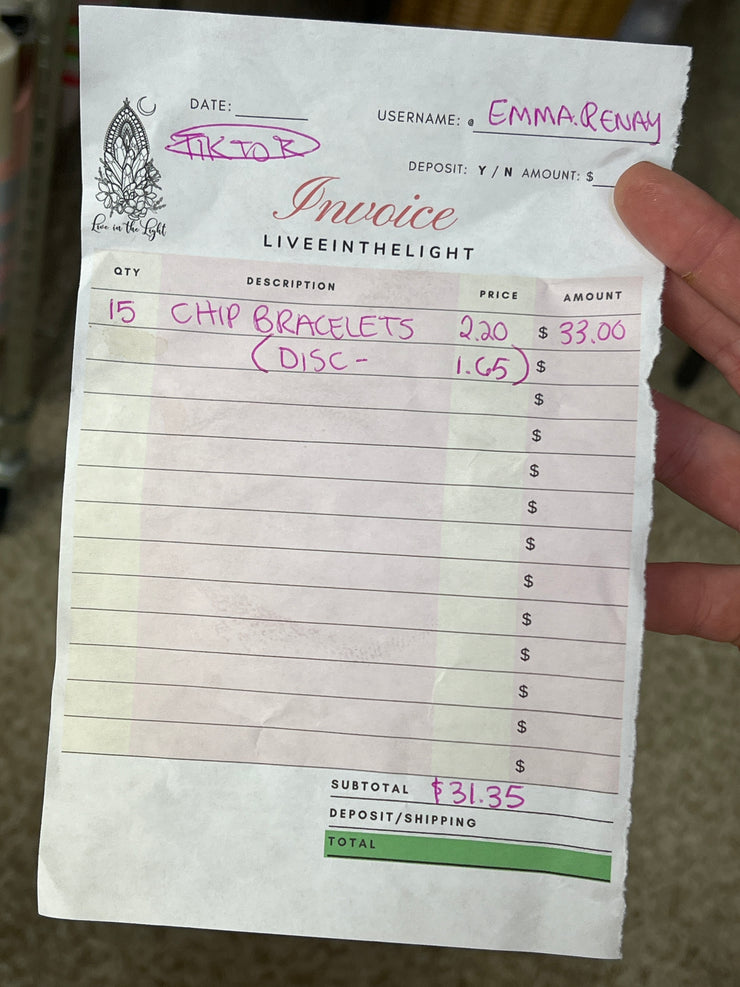 DATE:
USERNAME: @ EMMA.RENAY
TIKTOK
DEPOSIT: Y / N AMOUNT: $
Live in the Light
Invoice
LIVEEINTHELIGHT
QTY DESCRIPTION PRICE AMOUNT
15 CHIP BRACELETS 2.20 $ 33.00
(DISC - 1.65) $
$
$
$
$
$
$
$
$
$
$
$
SUBTOTAL $31.35
DEPOSIT/SHIPPING
TOTAL